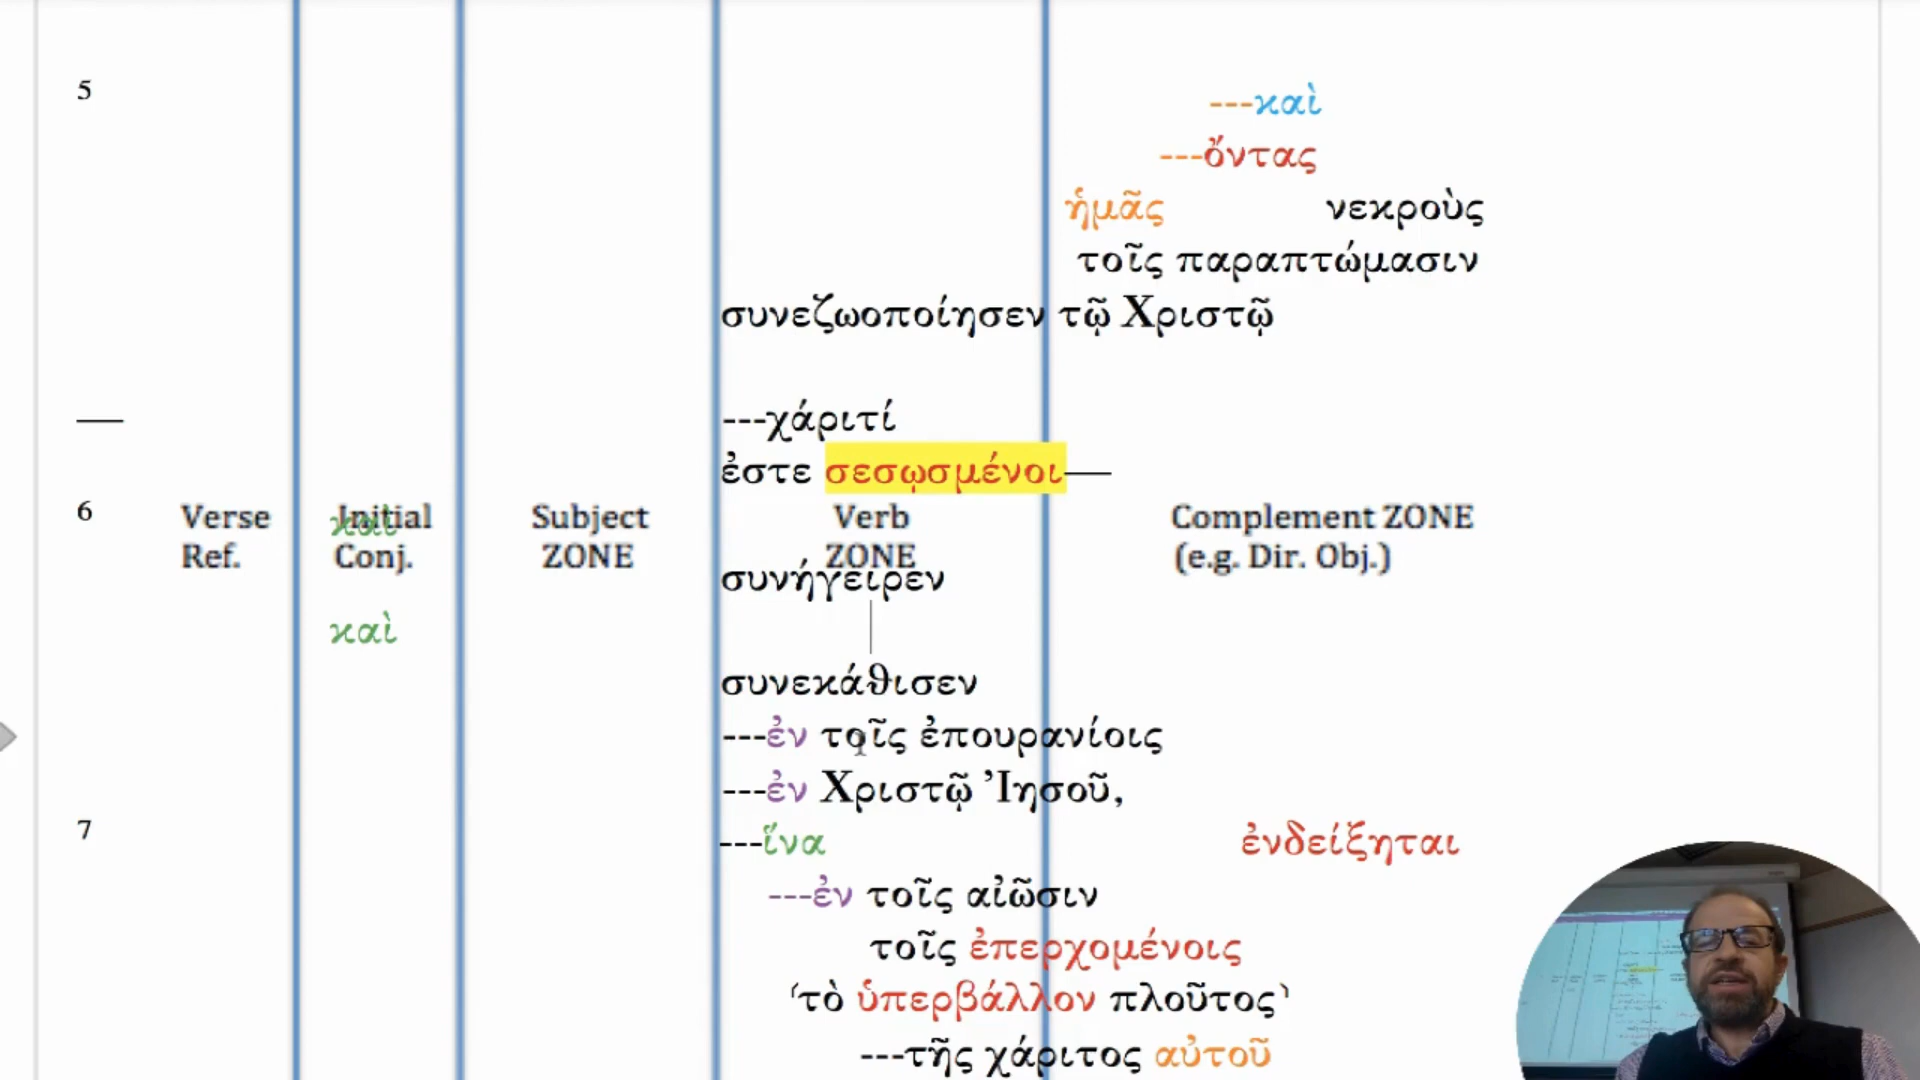 5
---καὶ
---ὄντας
ἡμᾶς νεκροὺς
τοῖς παραπτώμασιν
συνεζωοποίησεν τῷ Χριστῷ
---χάριτί
ἐστε σεσῳσμένοι—
6
καὶ
Verse Ref.
Initial Conj.
Subject ZONE
Verb ZONE
Complement ZONE (e.g. Dir. Obj.)
συνήγειρεν
καὶ
συνεκάθισεν
---ἐν τοῖς ἐπουρανίοις
---ἐν Χριστῷ Ἰησοῦ,
7
---ἵνα ἐνδείξηται
---ἐν τοῖς αἰῶσιν
τοῖς ἐπερχομένοις
⸂τὸ ὑπερβάλλον πλοῦτος⸃
---τῆς χάριτος αὐτοῦ